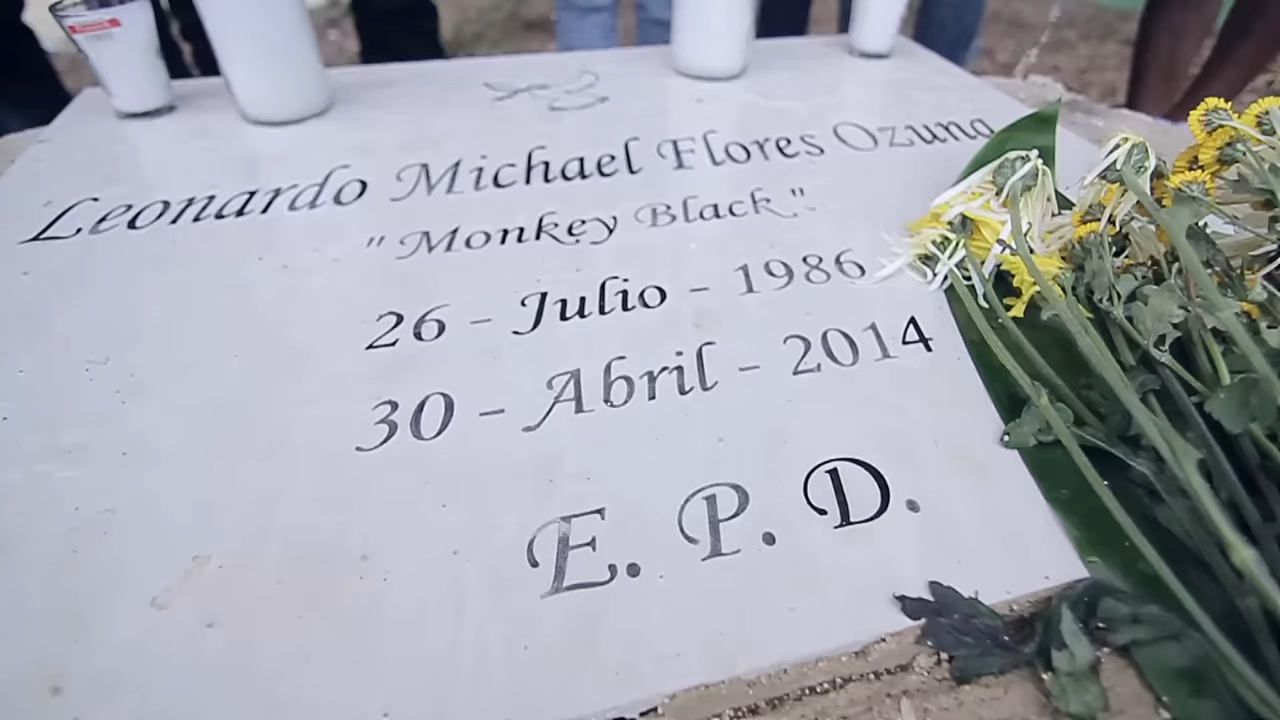 Leonardo Michael Flores Ozuna
"Monkey Black".
26 - Julio - 1986
30 - Abril - 2014
E. P. D.